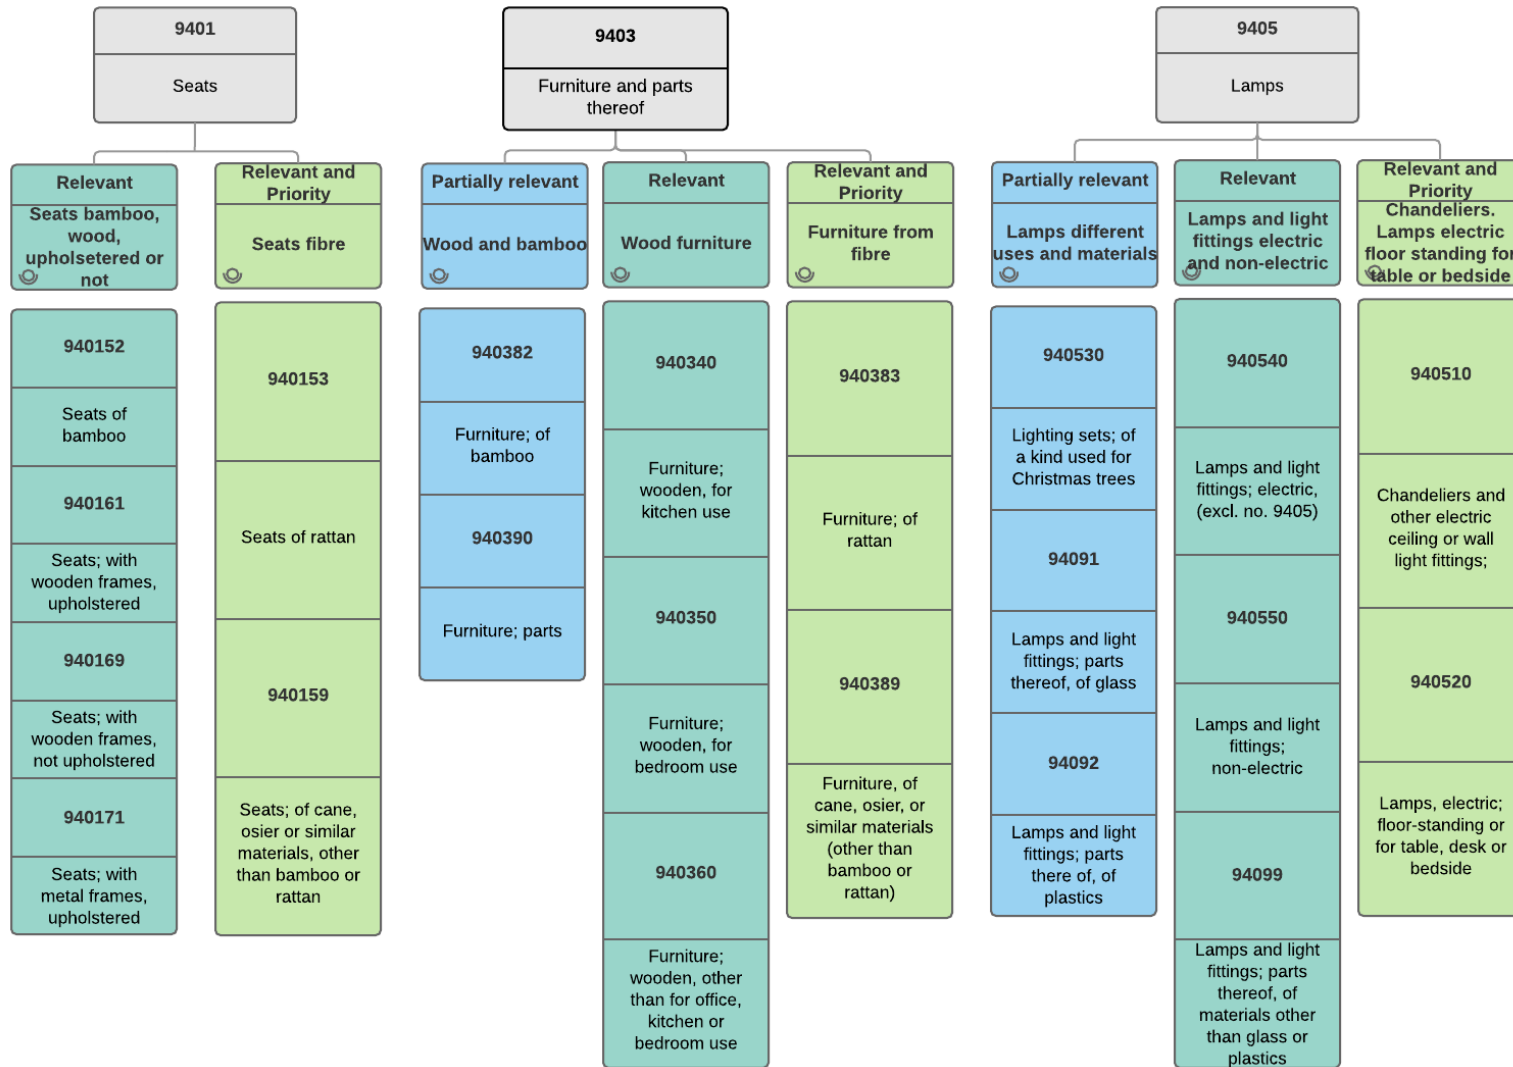 9401
Seats
Relevant
Seats bamboo,
wood,
upholsetered or
not
940152
Seats of
bamboo
940161
Seats; with
wooden frames,
upholstered
940169
Seats; with
wooden frames,
not upholstered
940171
Seats; with
metal frames,
upholstered
Relevant and
Priority
Seats fibre
940153
Seats of rattan
940159
Seats; of cane,
osier or similar
materials, other
than bamboo or
rattan
9403
Furniture and parts
thereof
Partially relevant
Wood and bamboo
940382
Furniture; of
bamboo
940390
Furniture; parts
Relevant
Wood furniture
940340
Furniture;
wooden, for
kitchen use
940350
Furniture;
wooden, for
bedroom use
940360
Furniture;
wooden, other
than for office,
kitchen or
bedroom use
Relevant and
Priority
Furniture from
fibre
940383
Furniture; of
rattan
940389
Furniture, of
cane, osier, or
similar materials
(other than
bamboo or
rattan)
9405
Lamps
Partially relevant
Lamps different
uses and materials
940530
Lighting sets; of
a kind used for
Christmas trees
94091
Lamps and light
fittings; parts
thereof, of glass
94092
Lamps and light
fittings; parts
there of, of
plastics
Relevant
Lamps and light
fittings electric
and non-electric
940540
Lamps and light
fittings; electric,
(excl. no. 9405)
940550
Lamps and light
fittings;
non-electric
94099
Lamps and light
fittings; parts
thereof, of
materials other
than glass or
plastics
Relevant and
Priority
Chandeliers.
Lamps electric
floor standing for
table or bedside
940510
Chandeliers and
other electric
ceiling or wall
light fittings;
940520
Lamps, electric;
floor-standing or
for table, desk or
bedside